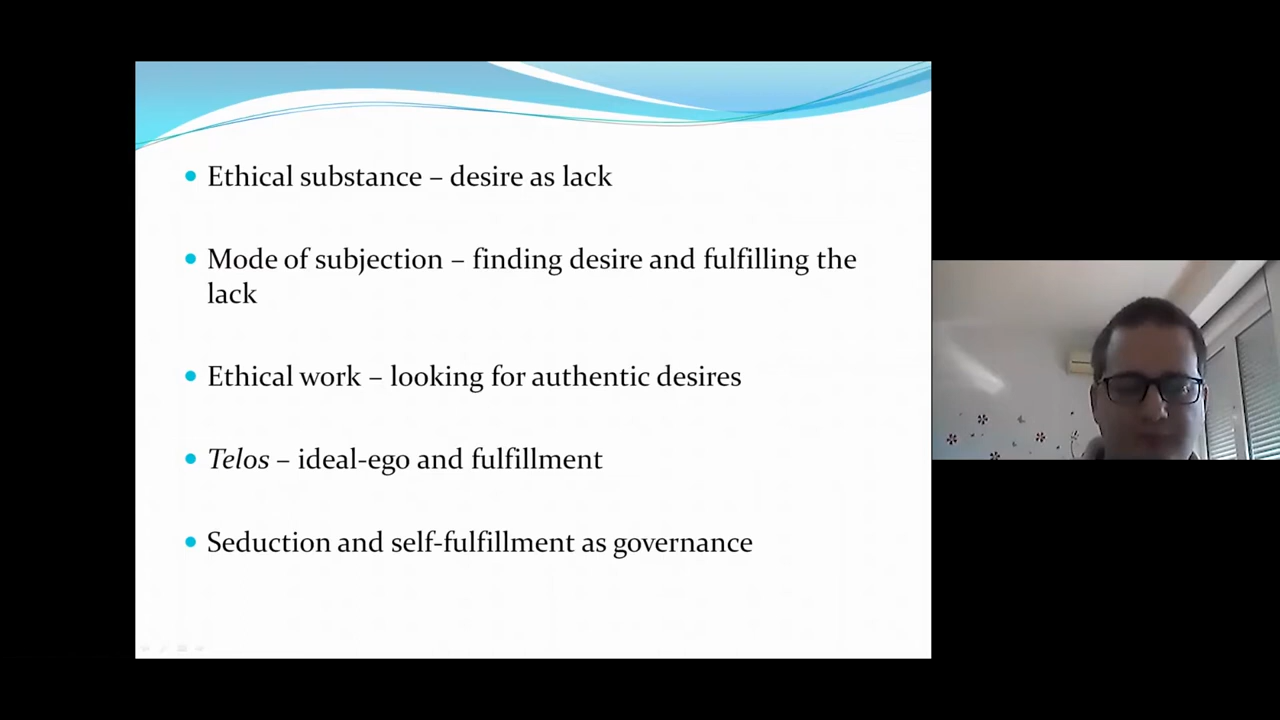 Ethical substance – desire as lack
Mode of subjection – finding desire and fulfilling the
lack
Ethical work – looking for authentic desires
Telos – ideal-ego and fulfillment
Seduction and self-fulfillment as governance